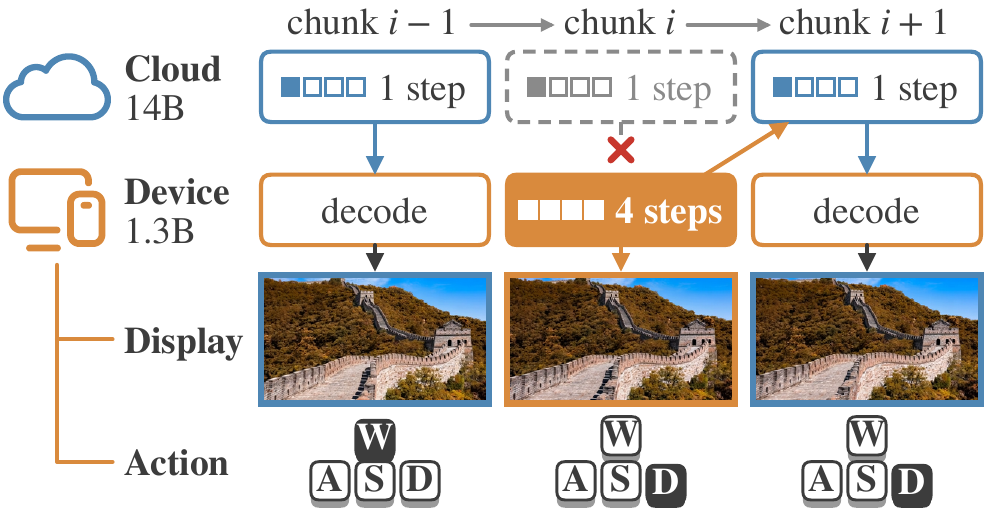 chunk i − 1 chunk i chunk i + 1
Cloud
14B
1 step 1 step 1 step
Device
1.3B
decode 4 steps decode
Display
Action
W W W
A S D A S D A S D